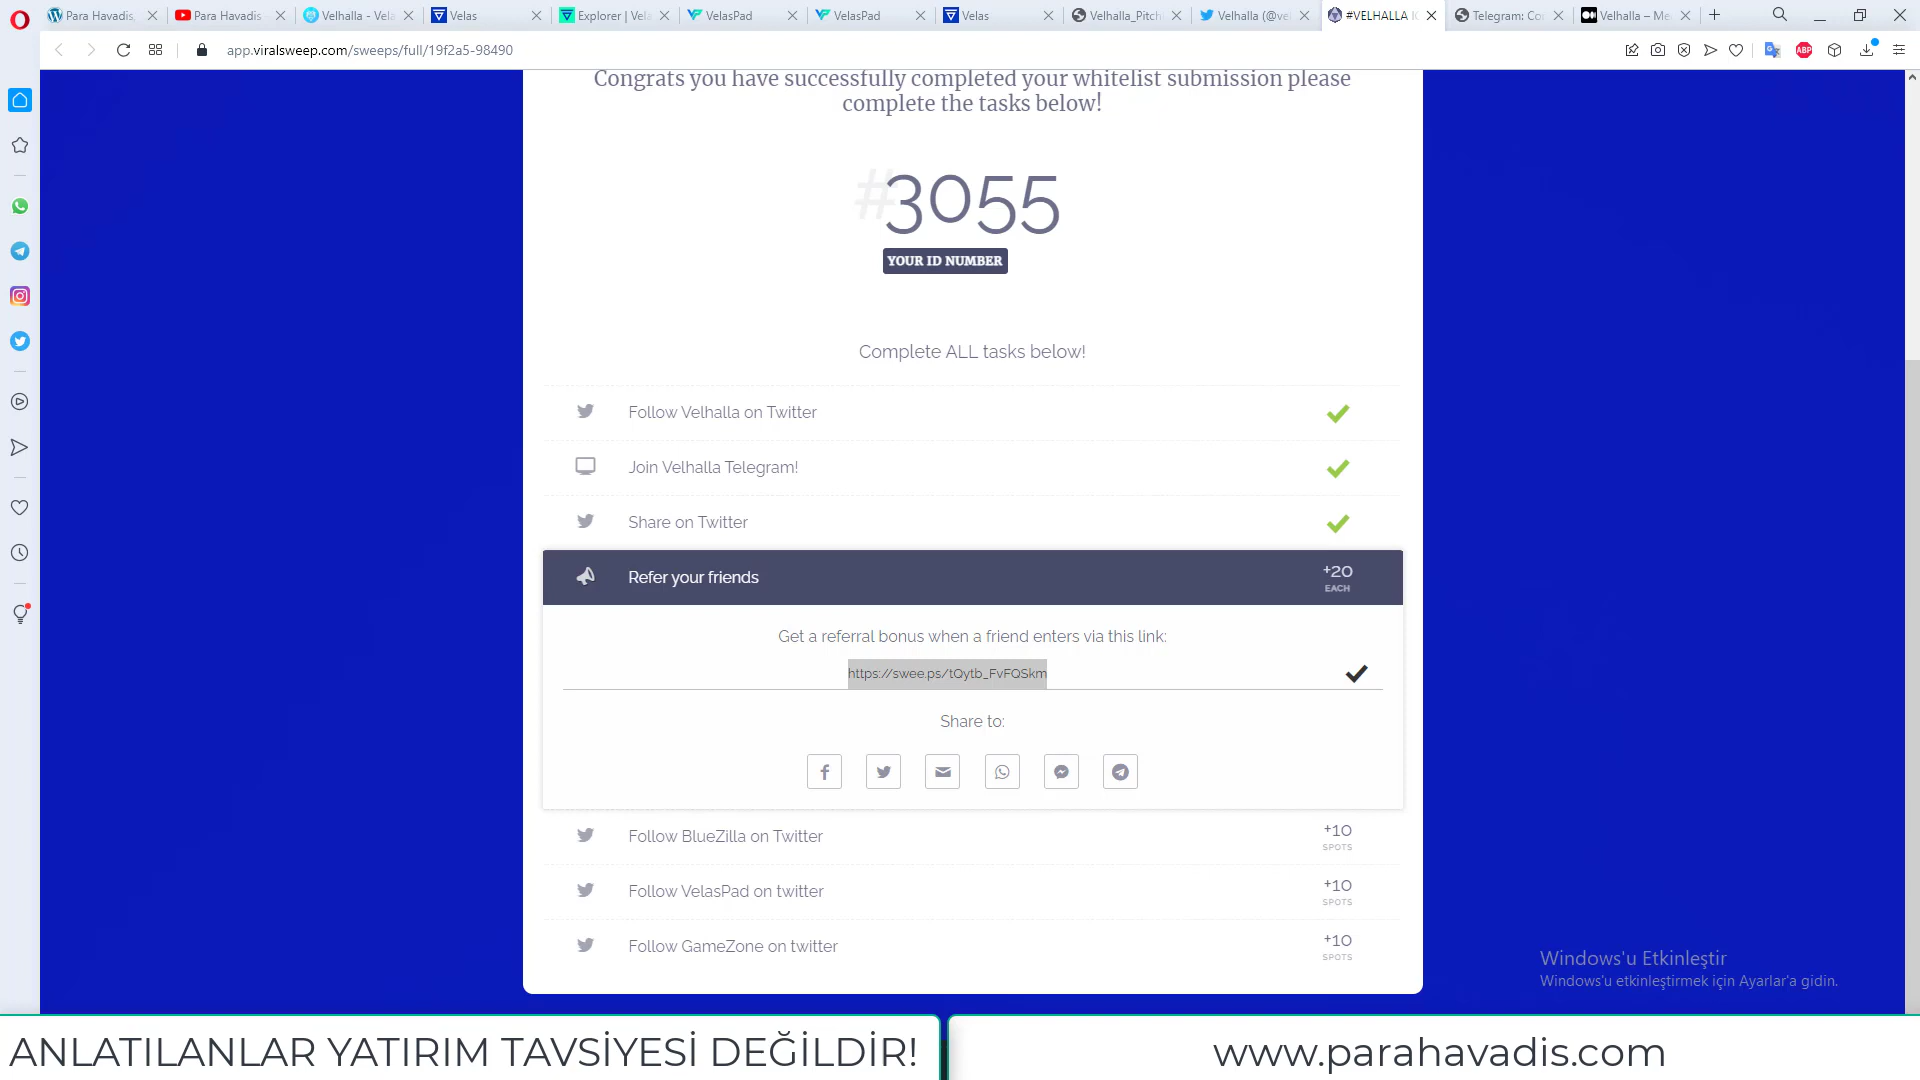 Para Havadis,
Para Havadis -
Velhalla - Vela
Velas
Explorer | Vela
VelasPad
VelasPad
Velas
Velhalla_Pitch
Velhalla (@ve
#VELHALLA
Telegram: Co
Velhalla – Me
app.viralsweep.com/sweeps/full/19f2a5-98490
ABP
Congrats you have successfully completed your whitelist submission please
complete the tasks below!
#3055
YOUR ID NUMBER
Complete ALL tasks below!
Follow Velhalla on Twitter
Join Velhalla Telegram!
Share on Twitter
Refer your friends
+20
EACH
Get a referral bonus when a friend enters via this link:
https://swee.ps/tQytb_FvFQSkm
Share to:
Follow BlueZilla on Twitter
+10
SPOTS
Follow VelasPad on twitter
+10
SPOTS
Follow GameZone on twitter
+10
SPOTS
Windows'u Etkinleştir
Windows'u etkinleştirmek için Ayarlar'a gidin.
ANLATILANLAR YATIRIM TAVSİYESİ DEĞİLDİR!
www.parahavadis.com